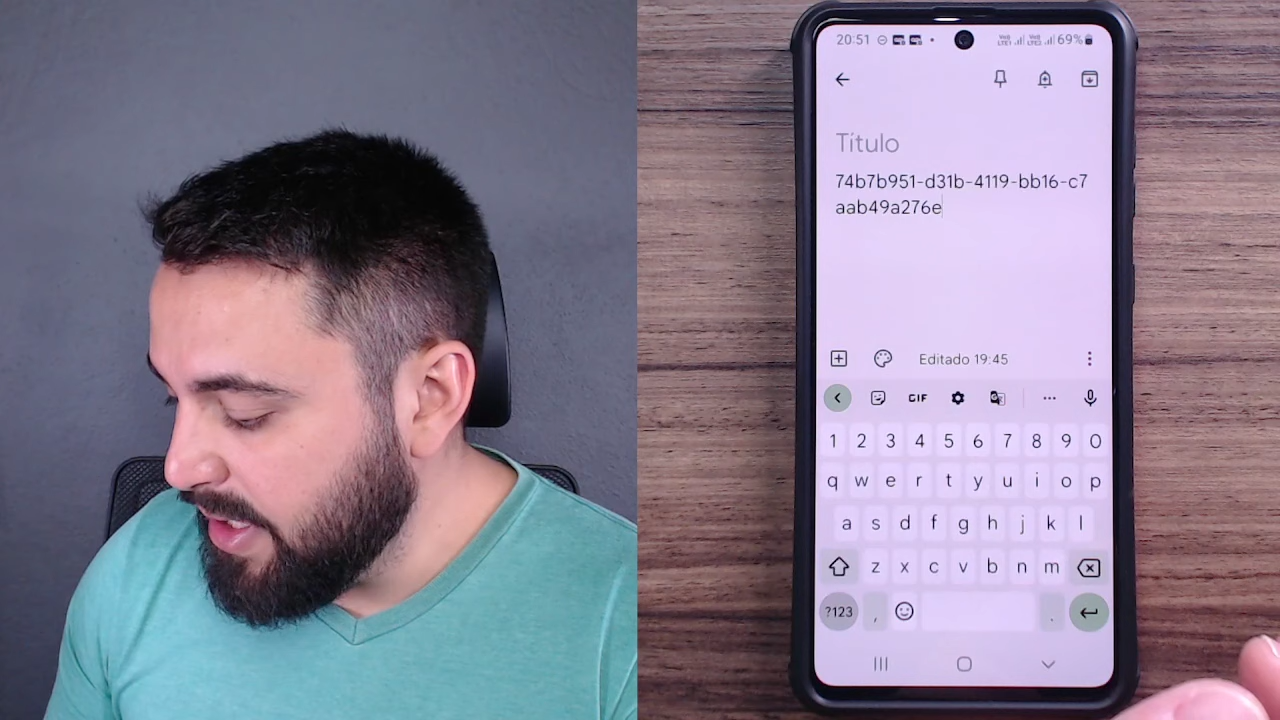 20:51
69%
Título
74b7b951-d31b-4119-bb16-c7
aab49a276e
Editado 19:45
GIF
1 2 3 4 5 6 7 8 9 0
q w e r t y u i o p
a s d f g h j k l
z x c v b n m
?123 , .